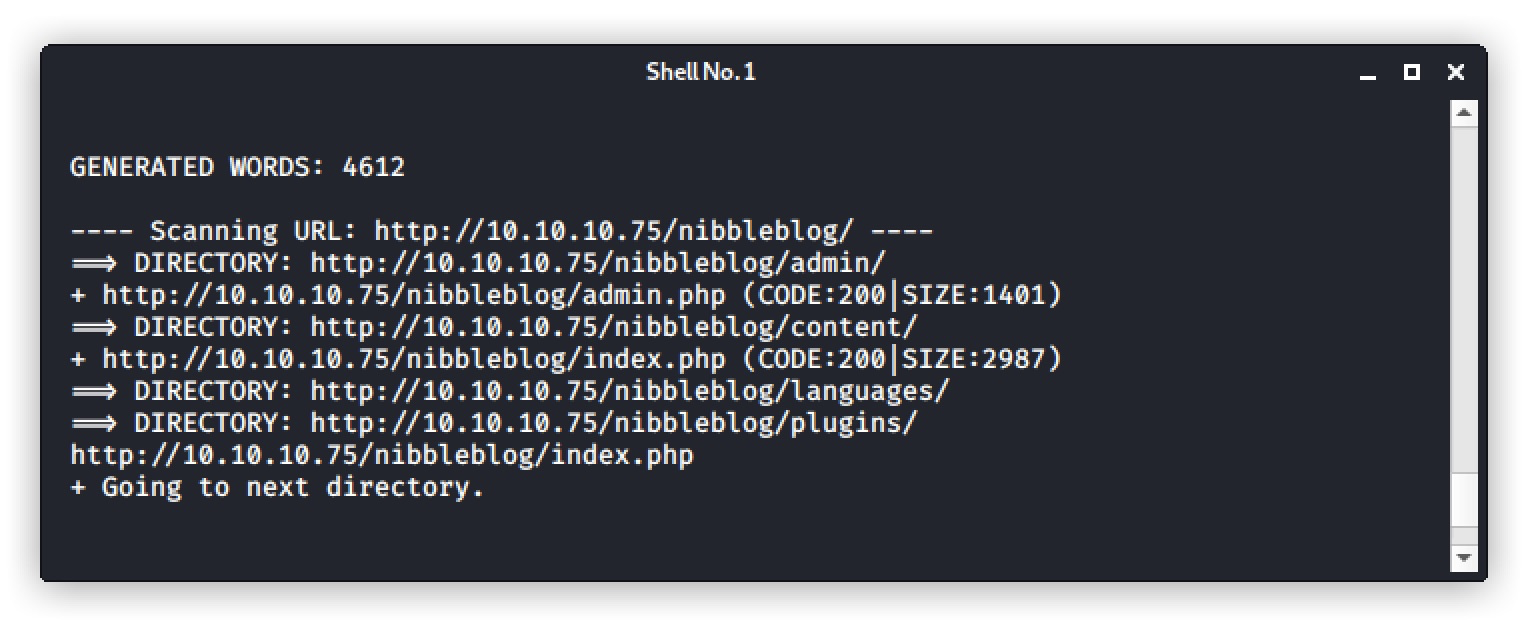 Shell No. 1
GENERATED WORDS: 4612
---- Scanning URL: http://10.10.10.75/nibbleblog/ ----
==> DIRECTORY: http://10.10.10.75/nibbleblog/admin/
+ http://10.10.10.75/nibbleblog/admin.php (CODE:200|SIZE:1401)
==> DIRECTORY: http://10.10.10.75/nibbleblog/content/
+ http://10.10.10.75/nibbleblog/index.php (CODE:200|SIZE:2987)
==> DIRECTORY: http://10.10.10.75/nibbleblog/languages/
==> DIRECTORY: http://10.10.10.75/nibbleblog/plugins/
http://10.10.10.75/nibbleblog/index.php
+ Going to next directory.